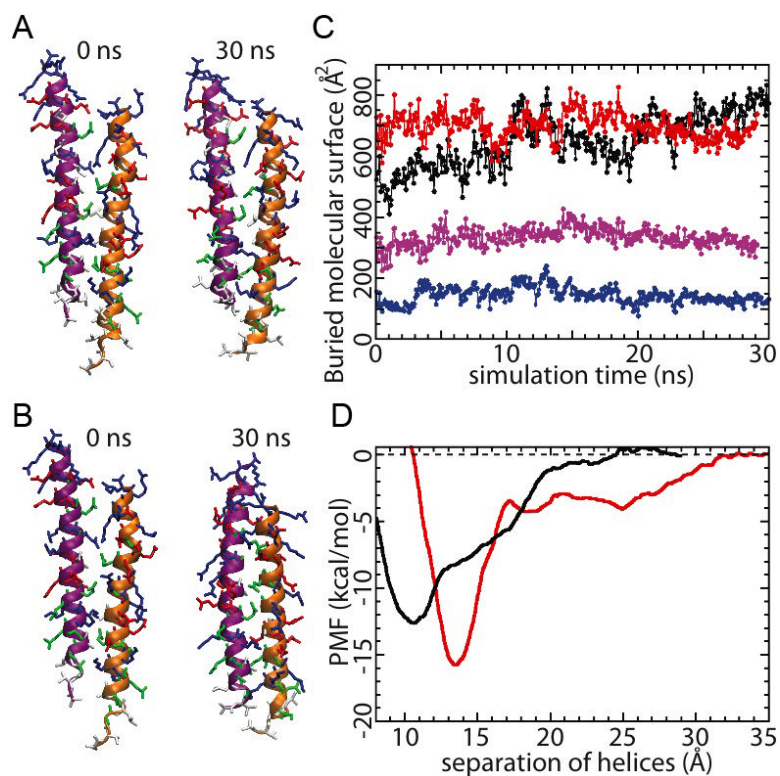 A
0 ns 30 ns
B
0 ns 30 ns
C
Buried molecular surface (Å²)
800
600
400
200
0
0 10 20 30
simulation time (ns)
D
PMF (kcal/mol)
0
-5
-10
-15
-20
10 15 20 25 30 35
separation of helices (Å)